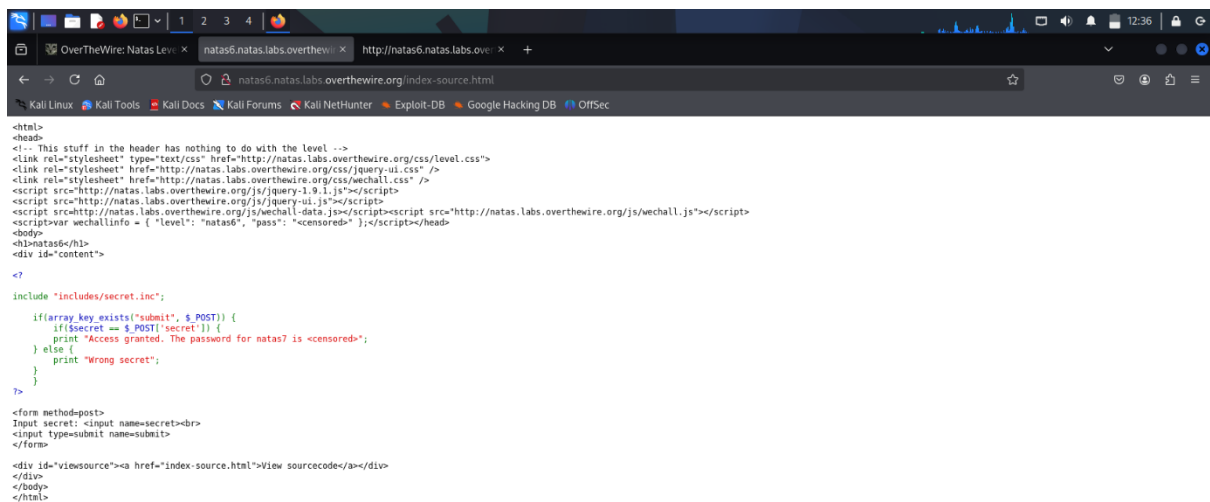 1 2 3 4
12:36
OverTheWire: Natas Leve
natas6.natas.labs.overthewir
http://natas6.natas.labs.over
natas6.natas.labs.overthewire.org/index-source.html
Kali Linux Kali Tools Kali Docs Kali Forums Kali NetHunter Exploit-DB Google Hacking DB OffSec
<html>
<head>
<!-- This stuff in the header has nothing to do with the level -->
<link rel="stylesheet" type="text/css" href="http://natas.labs.overthewire.org/css/level.css">
<link rel="stylesheet" href="http://natas.labs.overthewire.org/css/jquery-ui.css" />
<link rel="stylesheet" href="http://natas.labs.overthewire.org/css/wechall.css" />
<script src="http://natas.labs.overthewire.org/js/jquery-1.9.1.js"></script>
<script src="http://natas.labs.overthewire.org/js/jquery-ui.js"></script>
<script src=http://natas.labs.overthewire.org/js/wechall-data.js></script><script src="http://natas.labs.overthewire.org/js/wechall.js"></script>
<script>var wechallinfo = { "level": "natas6", "pass": "<censored>" };</script></head>
<body>
<h1>natas6</h1>
<div id="content">
<?
include "includes/secret.inc";
if(array_key_exists("submit", $_POST)) {
if($secret == $_POST['secret']) {
print "Access granted. The password for natas7 is <censored>";
} else {
print "Wrong secret";
}
}
?>
<form method=post>
Input secret: <input name=secret><br>
<input type=submit name=submit>
</form>
<div id="viewsource"><a href="index-source.html">View sourcecode</a></div>
</div>
</body>
</html>